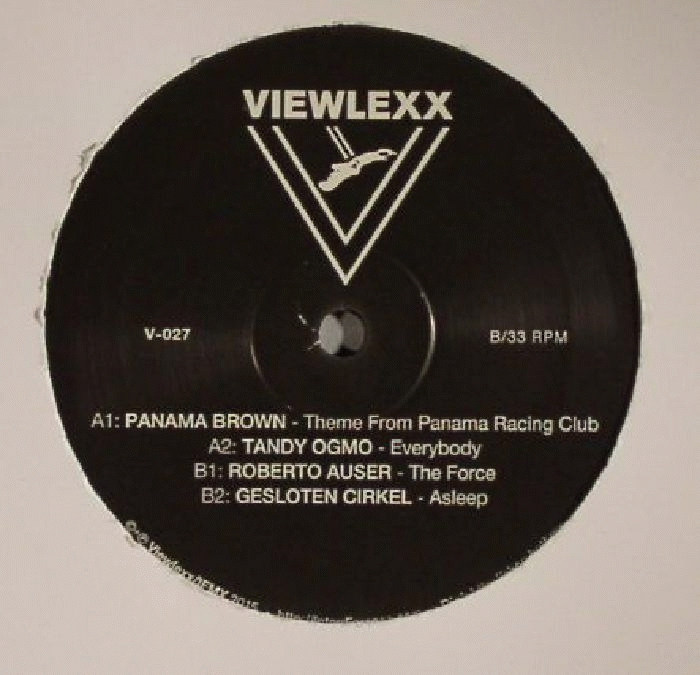 VIEWLEXX
V-027
B/33 RPM
A1: PANAMA BROWN - Theme From Panama Racing Club
A2: TANDY OGMO - Everybody
B1: ROBERTO AUSER - The Force
B2: GESLOTEN CIRKEL - Asleep